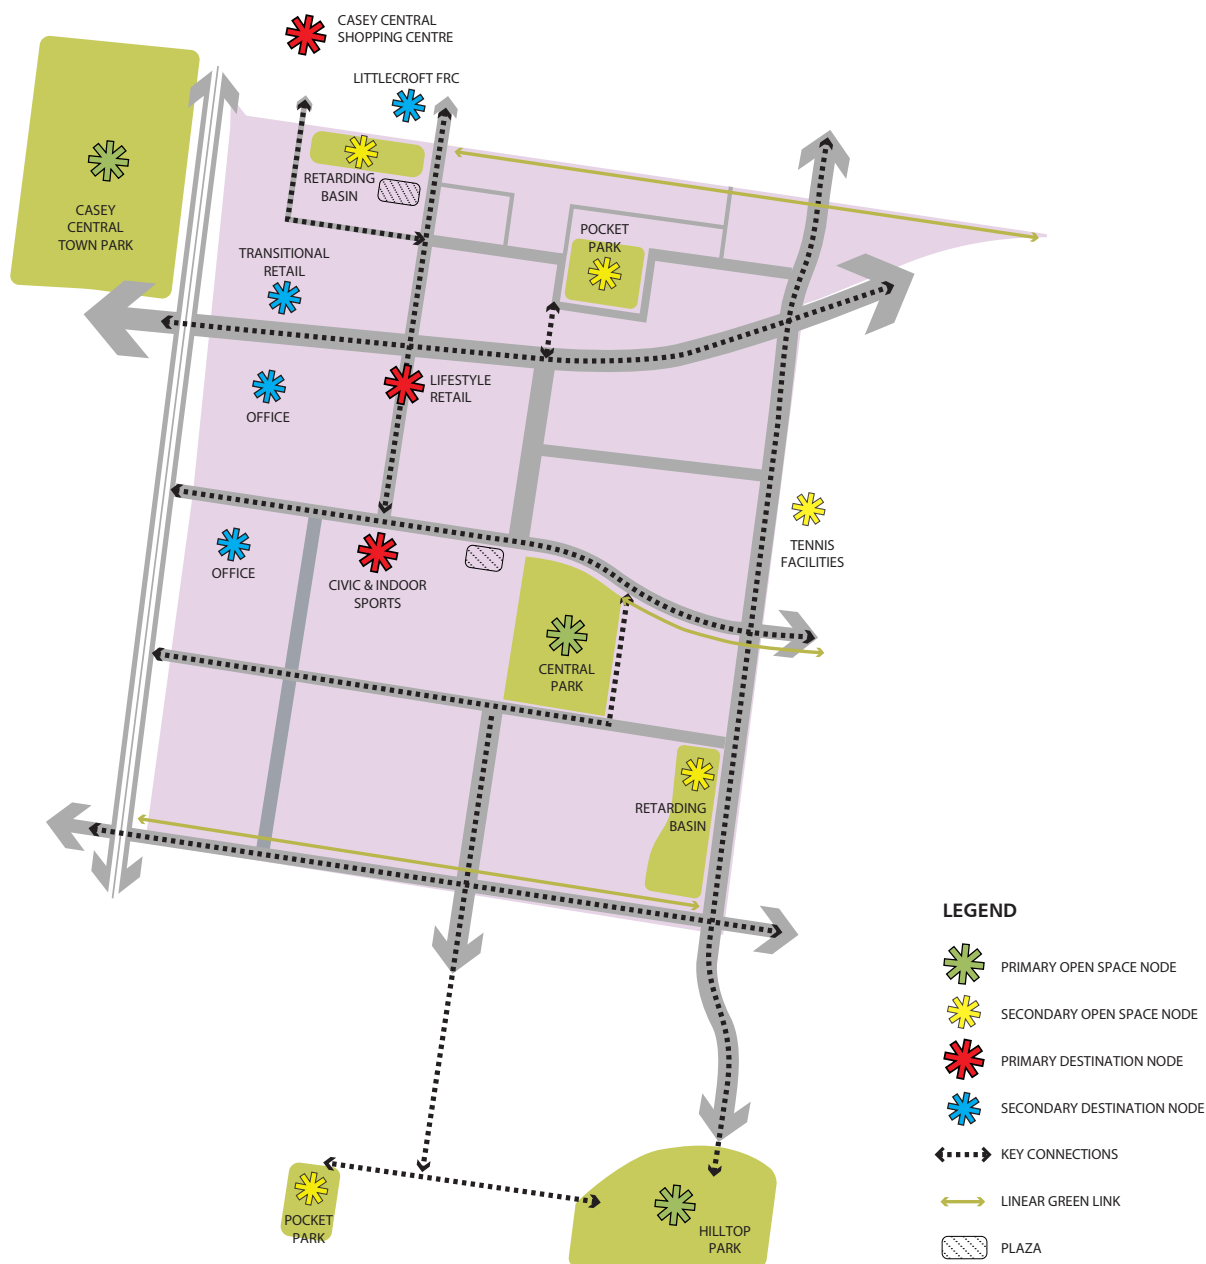 CASEY CENTRAL
SHOPPING CENTRE
LITTLECROFT FRC
RETARDING
BASIN
CASEY
CENTRAL
TOWN PARK
POCKET
PARK
TRANSITIONAL
RETAIL
LIFESTYLE
RETAIL
OFFICE
TENNIS
FACILITIES
OFFICE
CIVIC & INDOOR
SPORTS
CENTRAL
PARK
RETARDING
BASIN
POCKET
PARK
HILLTOP
PARK
LEGEND
PRIMARY OPEN SPACE NODE
SECONDARY OPEN SPACE NODE
PRIMARY DESTINATION NODE
SECONDARY DESTINATION NODE
KEY CONNECTIONS
LINEAR GREEN LINK
PLAZA